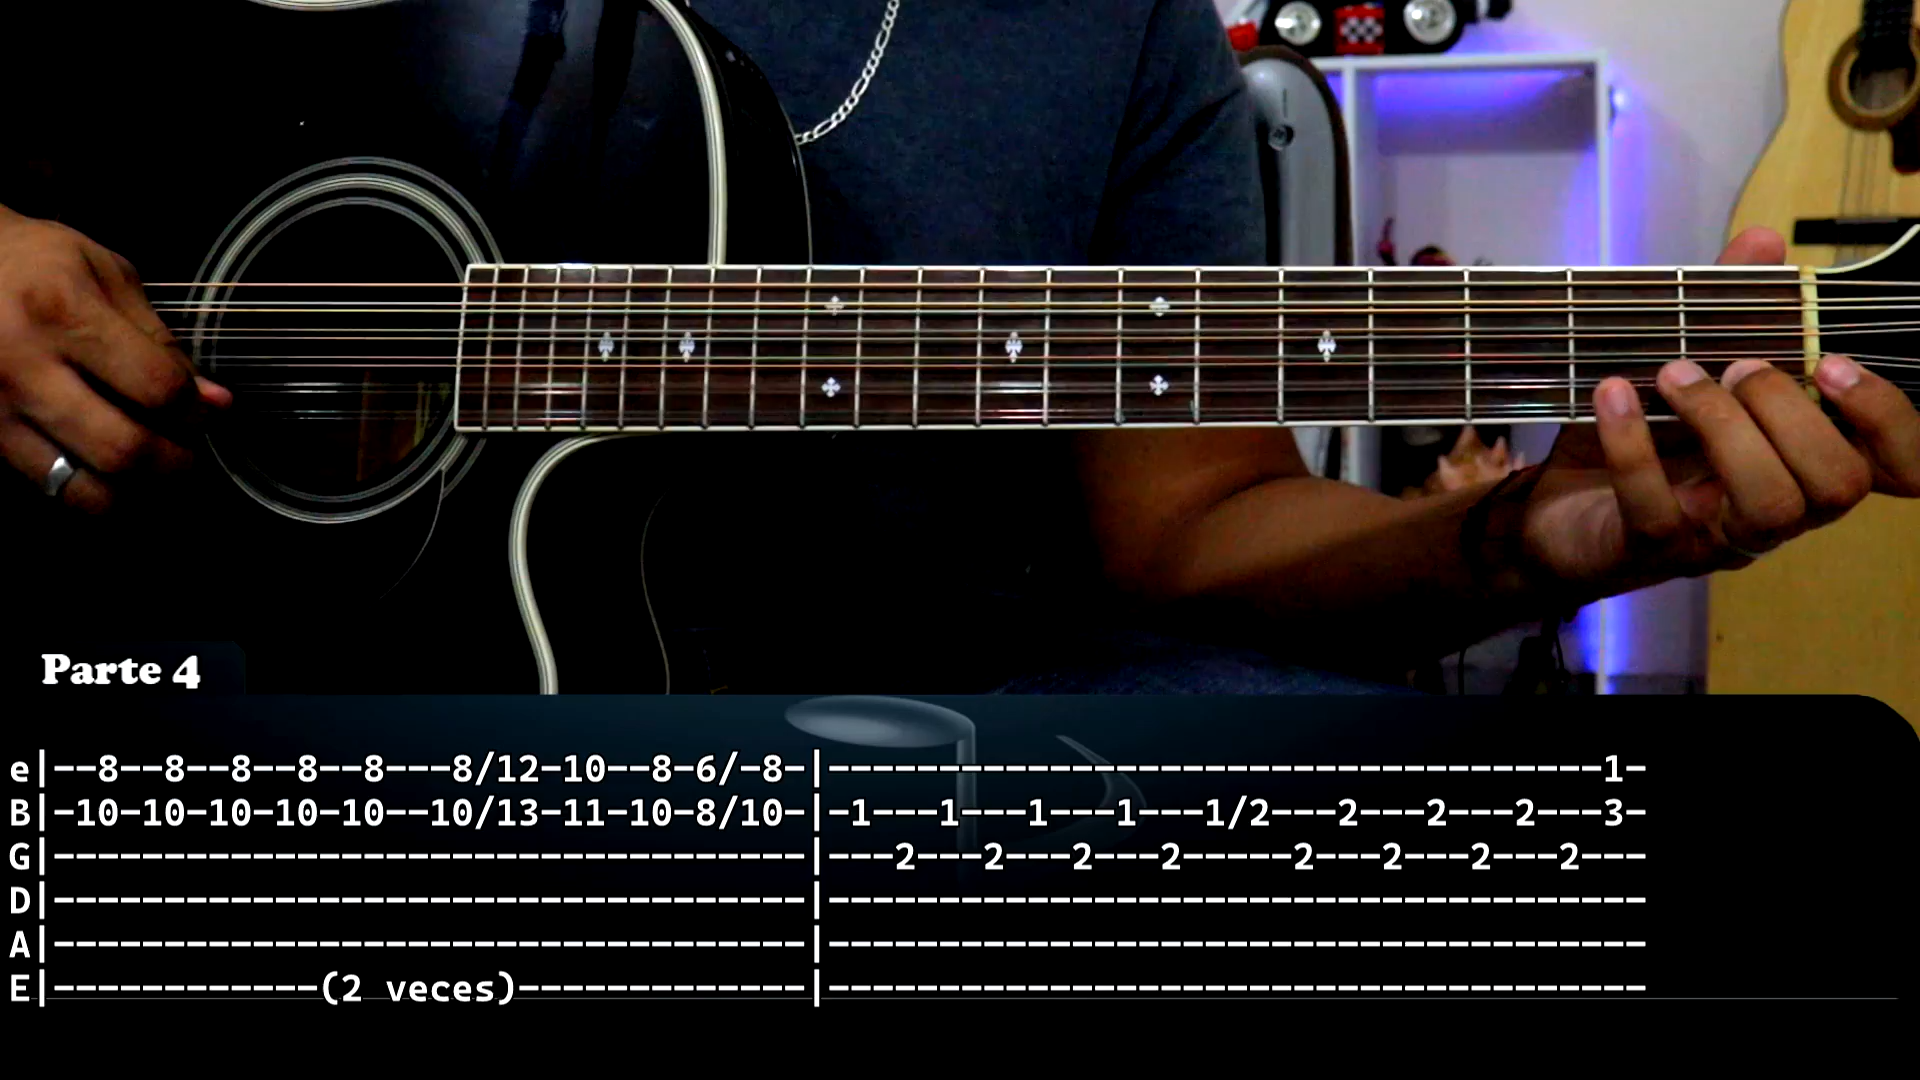 Parte 4
e|--8--8--8--8--8---8/12-10--8-6/-8-|-----------------------------------1-
B|-10-10-10-10-10--10/13-11-10-8/10-|-1---1---1---1---1/2---2---2---2---3-
G|----------------------------------|---2---2---2---2-----2---2---2---2---
D|----------------------------------|-------------------------------------
A|----------------------------------|-------------------------------------
E|------------(2 veces)-------------|-------------------------------------